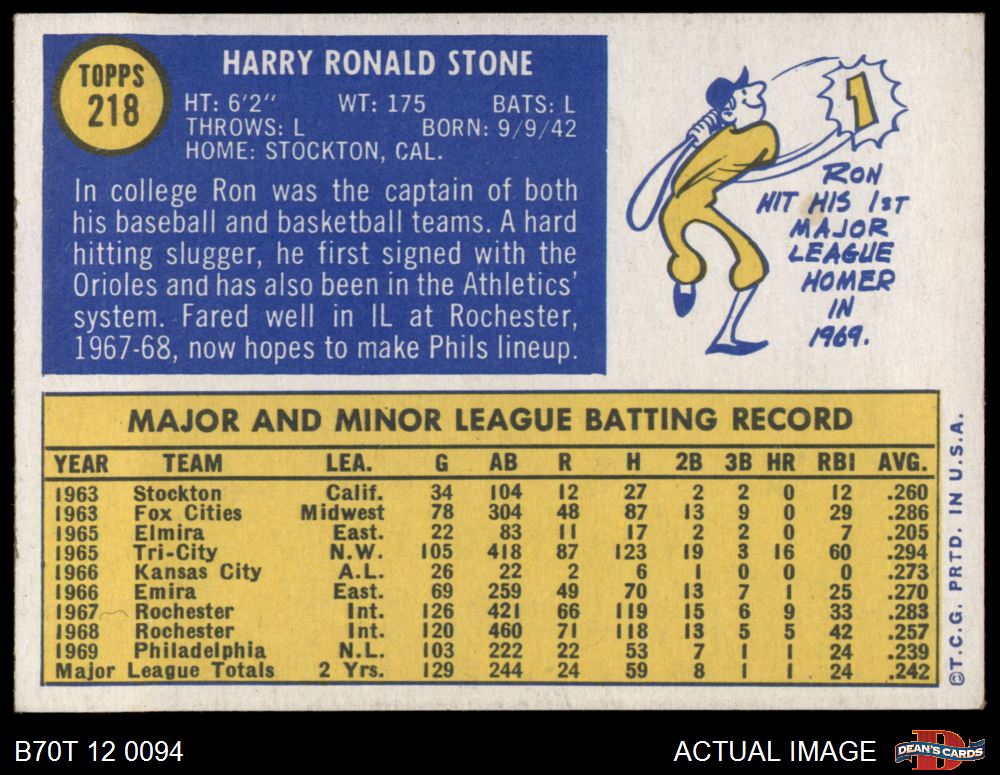 TOPPS
218
HARRY RONALD STONE
HT: 6'2" WT: 175 BATS: L
THROWS: L BORN: 9/9/42
HOME: STOCKTON, CAL.
In college Ron was the captain of both
his baseball and basketball teams. A hard
hitting slugger, he first signed with the
Orioles and has also been in the Athletics'
system. Fared well in IL at Rochester,
1967-68, now hopes to make Phils lineup.
1
RON
HIT HIS 1ST
MAJOR
LEAGUE
HOMER
IN
1969.
MAJOR AND MINOR LEAGUE BATTING RECORD
YEAR TEAM LEA. G AB R H 2B 3B HR RBI AVG.
1963 Stockton Calif. 34 104 12 27 2 2 0 12 .260
1963 Fox Cities Midwest 78 304 48 87 13 9 0 29 .286
1965 Elmira East. 22 83 11 17 2 2 0 7 .205
1965 Tri-City N.W. 105 418 87 123 19 3 16 60 .294
1966 Kansas City A.L. 26 22 2 6 1 0 0 0 .273
1966 Emira East. 69 259 49 70 13 7 1 25 .270
1967 Rochester Int. 126 421 66 119 15 6 9 33 .283
1968 Rochester Int. 120 460 71 118 13 5 5 42 .257
1969 Philadelphia N.L. 103 222 22 53 7 1 1 24 .239
Major League Totals 2 Yrs. 129 244 24 59 8 1 1 24 .242
©T.C.G. PRTD. IN U.S.A.
B70T 12 0094
ACTUAL IMAGE
D
DEAN'S CARDS